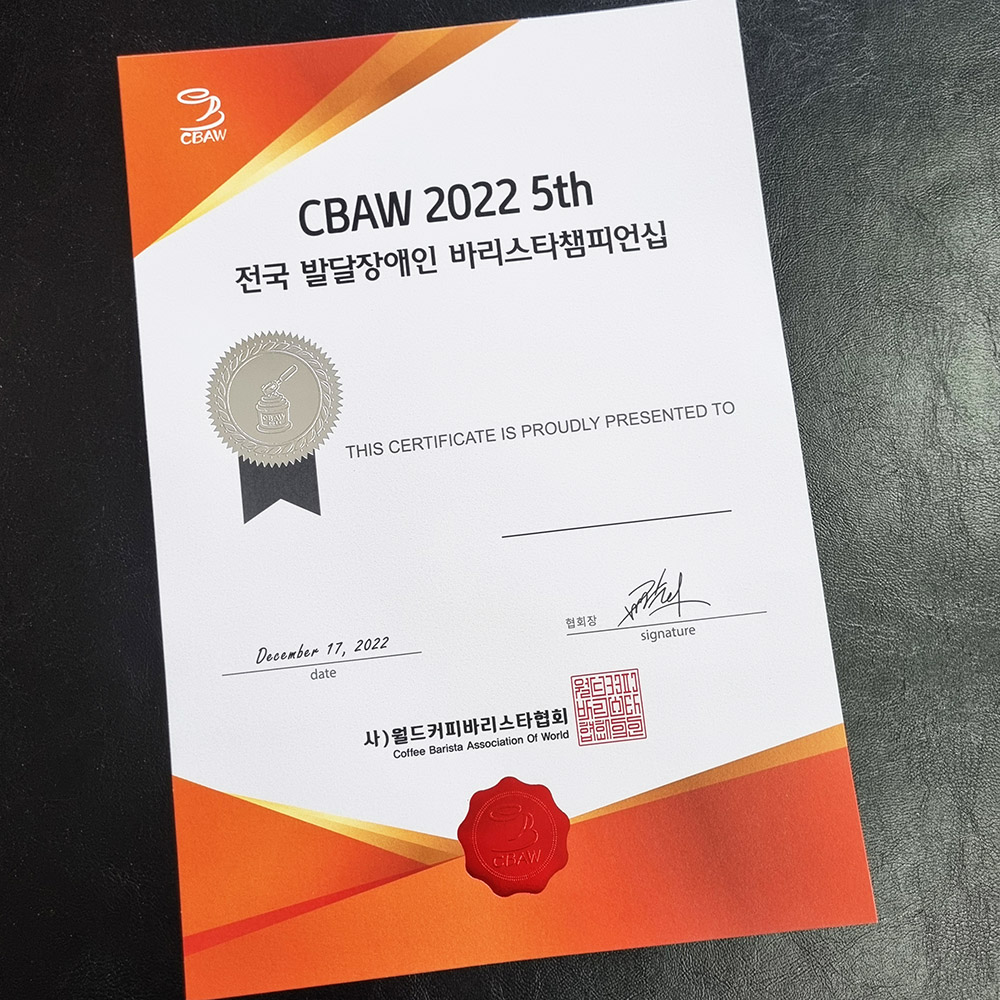 CBAW
CBAW 2022 5th
전국 발달장애인 바리스타챔피언십
CBAW
THIS CERTIFICATE IS PROUDLY PRESENTED TO
협회장
signature
December 17, 2022
date
사)월드커피바리스타협회
Coffee Barista Association Of World
CBAW